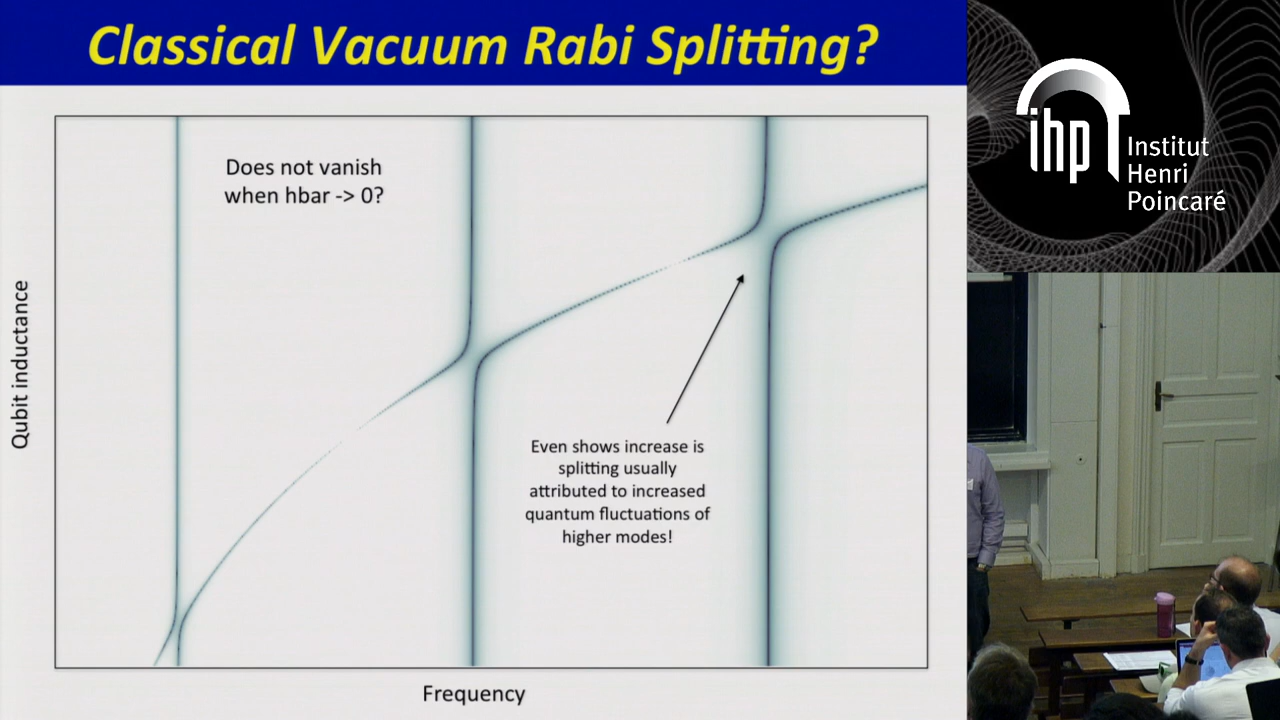 Classical Vacuum Rabi Splitting?
Does not vanish
when hbar -> 0?
Qubit inductance
Even shows increase is
splitting usually
attributed to increased
quantum fluctuations of
higher modes!
Frequency
ihp
Institut
Henri
Poincaré